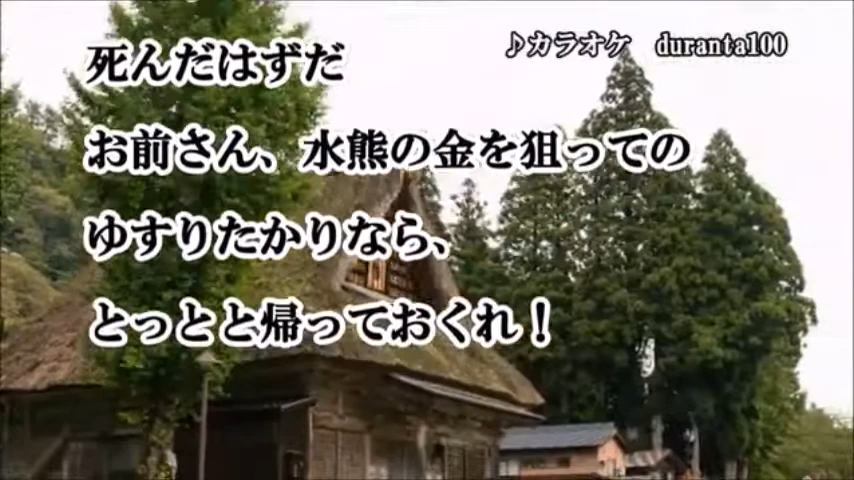 ♪カラオケ　duranta100
死んだはずだ
お前さん、水熊の金を狙っての
ゆすりたかりなら、
とっとと帰っておくれ！